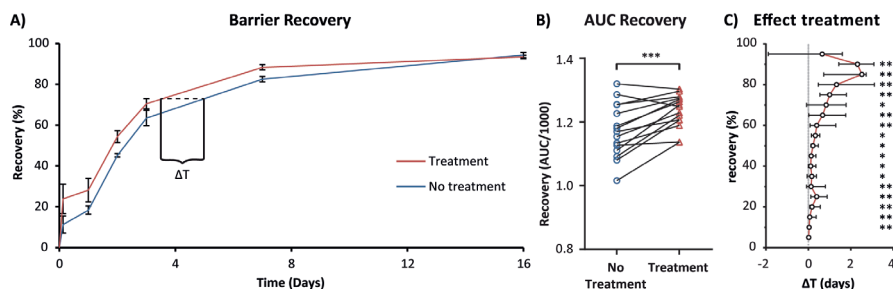 A) Barrier Recovery
100
80
60
40
20
0
Recovery (%)
0 4 8 12 16
Time (Days)
ΔT
Treatment
No treatment
B) AUC Recovery
1.4
1.2
1.0
0.8
Recovery (AUC/1000)
***
No Treatment
Treatment
C) Effect treatment
100
80
60
40
20
0
recovery (%)
-2 0 2 4
ΔT (days)
**
**
**
**
*
**
**
*
*
*
*
*
**
**
**
**
**